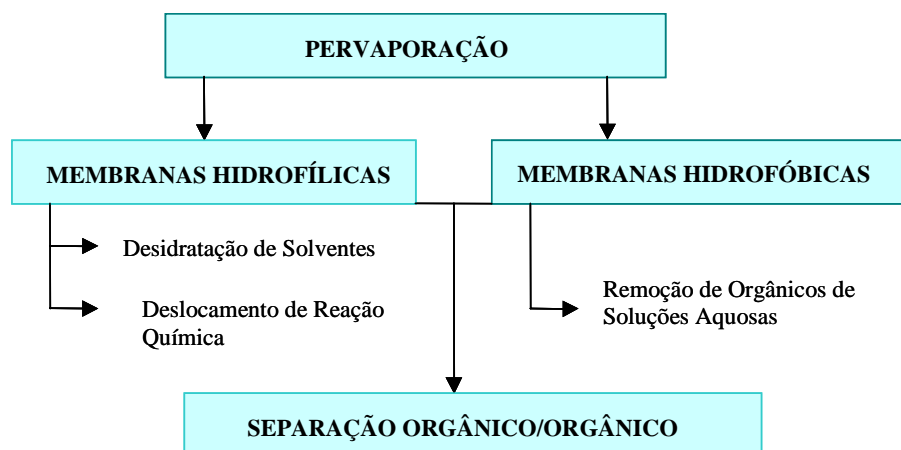 PERVAPORAÇÃO
MEMBRANAS HIDROFÍLICAS
MEMBRANAS HIDROFÓBICAS
Desidratação de Solventes
Deslocamento de Reação
Química
Remoção de Orgânicos de
Soluções Aquosas
SEPARAÇÃO ORGÂNICO/ORGÂNICO